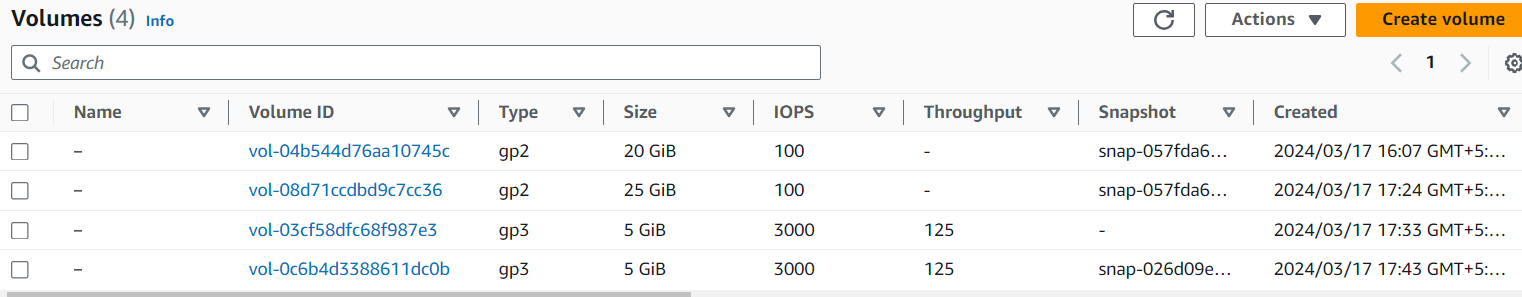 Volumes (4) Info
Actions
Create volume
Search
1
Name Volume ID Type Size IOPS Throughput Snapshot Created
– vol-04b544d76aa10745c gp2 20 GiB 100 - snap-057fda6... 2024/03/17 16:07 GMT+5:...
– vol-08d71ccdbd9c7cc36 gp2 25 GiB 100 - snap-057fda6... 2024/03/17 17:24 GMT+5:...
– vol-03cf58dfc68f987e3 gp3 5 GiB 3000 125 - 2024/03/17 17:33 GMT+5:...
– vol-0c6b4d3388611dc0b gp3 5 GiB 3000 125 snap-026d09e... 2024/03/17 17:43 GMT+5:...